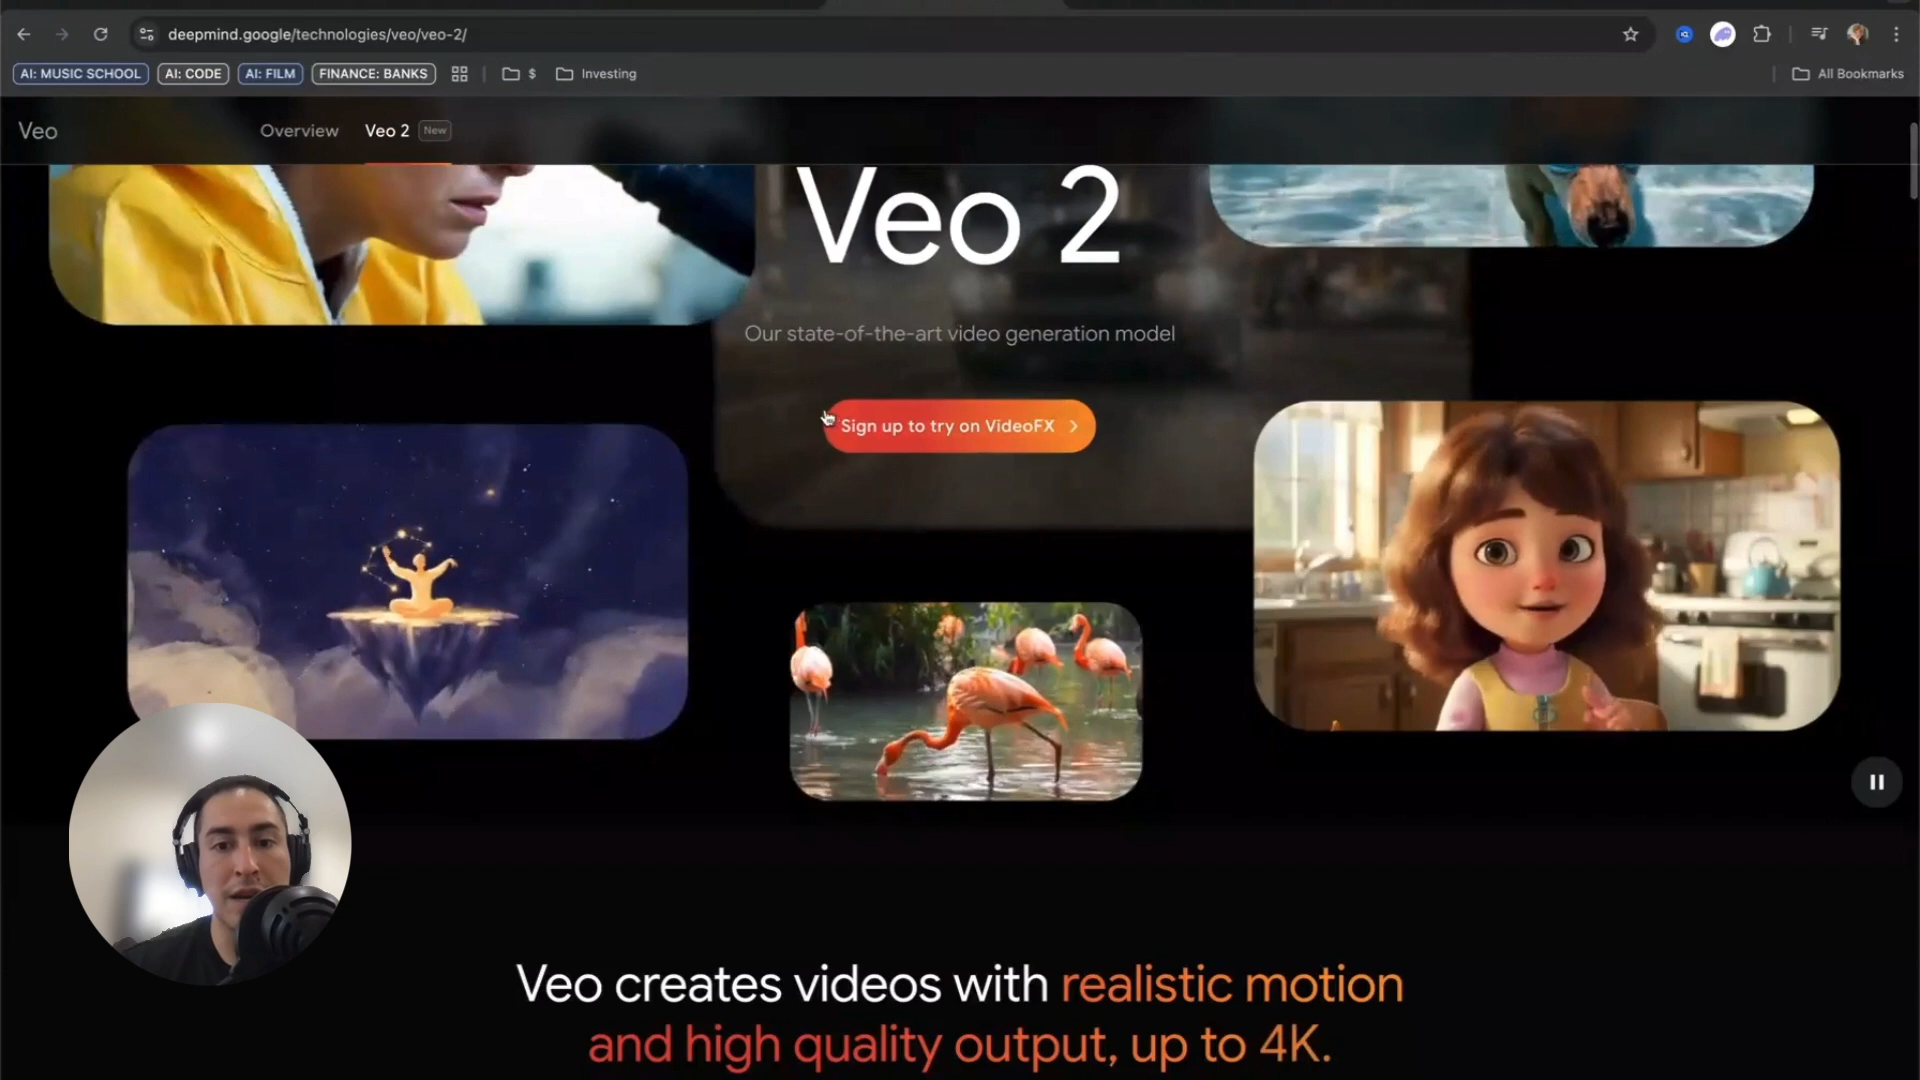 deepmind.google/technologies/veo/veo-2/
AI: MUSIC SCHOOL
AI: CODE
AI: FILM
FINANCE: BANKS
$
Investing
All Bookmarks
Veo
Overview
Veo 2
New
Veo 2
Our state-of-the-art video generation model
Sign up to try on VideoFX
Veo creates videos with realistic motion
and high quality output, up to 4K.